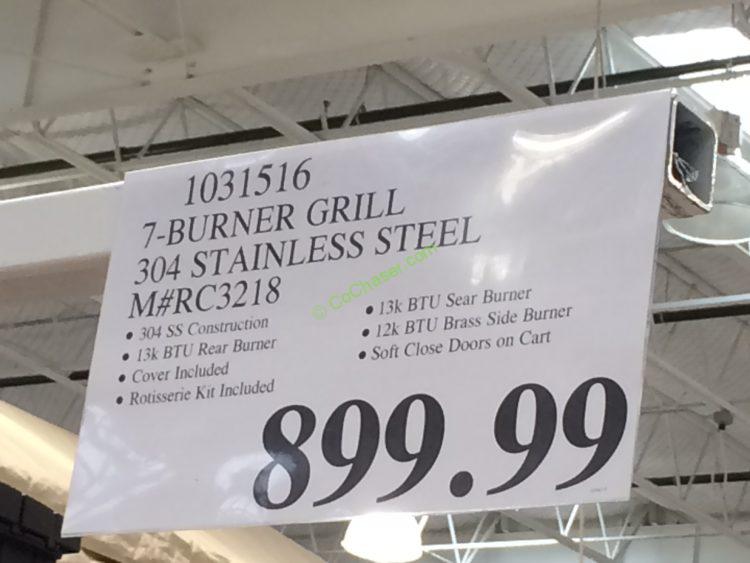 1031516
7-BURNER GRILL
304 STAINLESS STEEL
M#RC3218
• 304 SS Construction
• 13k BTU Rear Burner
• Cover Included
• Rotisserie Kit Included
• 13k BTU Sear Burner
• 12k BTU Brass Side Burner
• Soft Close Doors on Cart
899.99
© CoChaser.com